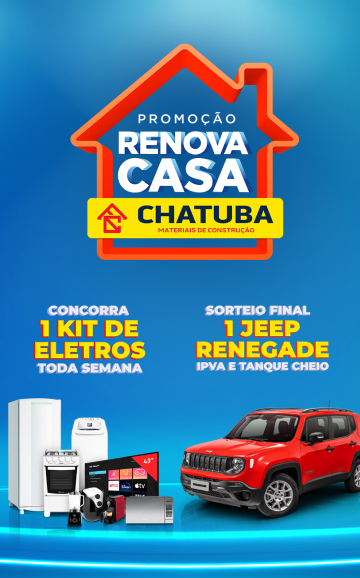 PROMOÇÃO
RENOVA
CASA
CHATUBA
MATERIAIS DE CONSTRUÇÃO
CONCORRA
1 KIT DE
ELETROS
TODA SEMANA
SORTEIO FINAL
1 JEEP
RENEGADE
IPVA E TANQUE CHEIO
43"